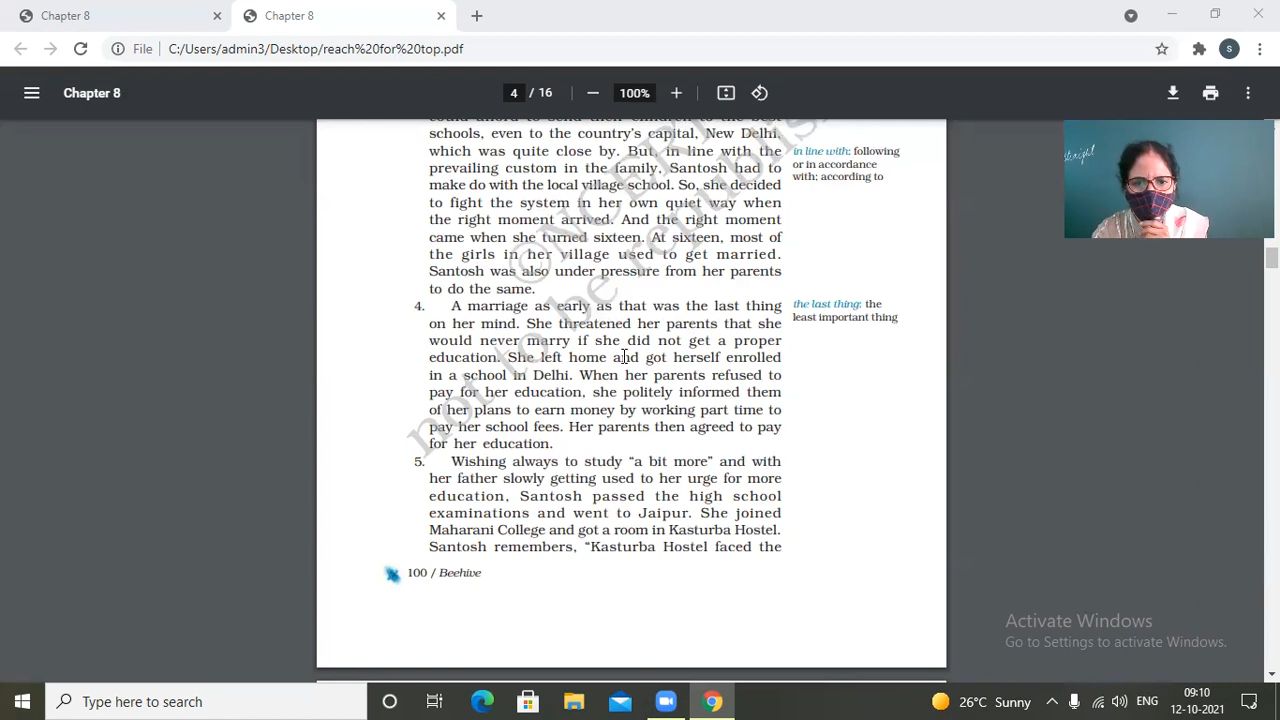 Chapter 8
Chapter 8
File C:/Users/admin3/Desktop/reach%20for%20top.pdf
S
Chapter 8
4 / 16
100%
schools, even to the country's capital, New Delhi,
which was quite close by. But, in line with the
prevailing custom in the family, Santosh had to
make do with the local village school. So, she decided
to fight the system in her own quiet way when
the right moment arrived. And the right moment
came when she turned sixteen. At sixteen, most of
the girls in her village used to get married.
Santosh was also under pressure from her parents
to do the same.
in line with: following
or in accordance
with; according to
4. A marriage as early as that was the last thing
on her mind. She threatened her parents that she
would never marry if she did not get a proper
education. She left home and got herself enrolled
in a school in Delhi. When her parents refused to
pay for her education, she politely informed them
of her plans to earn money by working part time to
pay her school fees. Her parents then agreed to pay
for her education.
the last thing: the
least important thing
5. Wishing always to study “a bit more” and with
her father slowly getting used to her urge for more
education, Santosh passed the high school
examinations and went to Jaipur. She joined
Maharani College and got a room in Kasturba Hostel.
Santosh remembers, “Kasturba Hostel faced the
100 / Beehive
©NCERT
not to be republis
straight
Activate Windows
Go to Settings to activate Windows.
Type here to search
26°C Sunny
ENG
09:10
12-10-2021